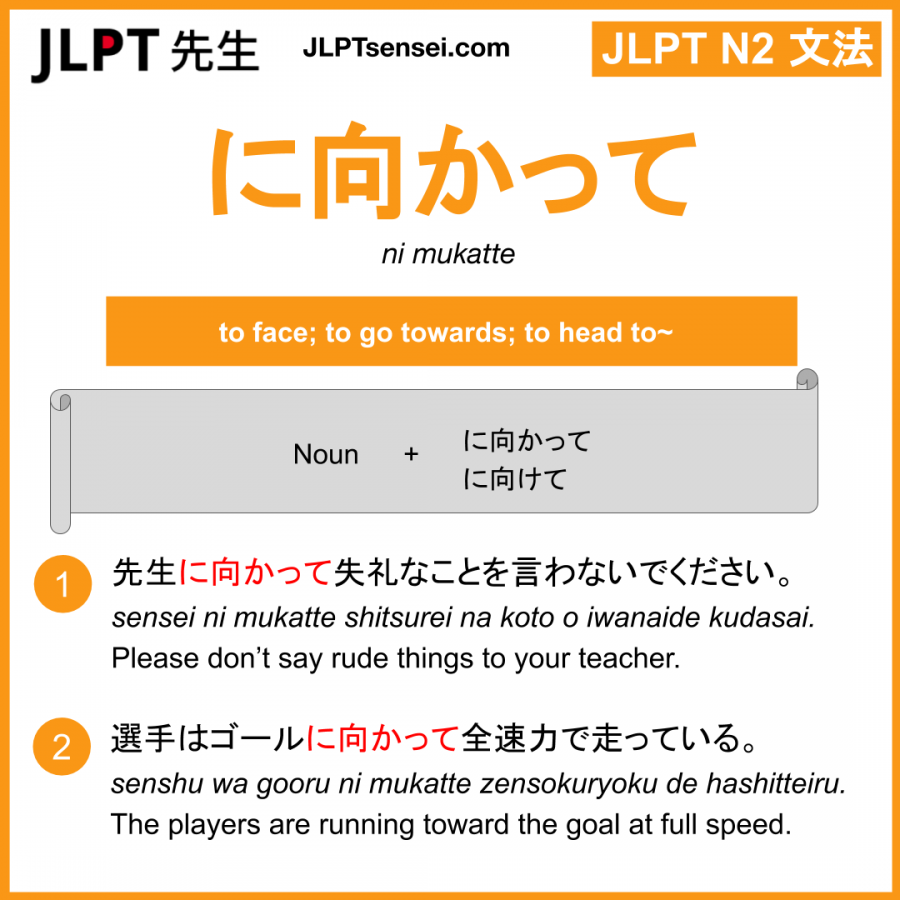 JLPT 先生
JLPTsensei.com
JLPT N2 文法
に向かって
ni mukatte
to face; to go towards; to head to~
Noun + に向かって
に向けて
1 先生に向かって失礼なことを言わないでください。
sensei ni mukatte shitsurei na koto o iwanaide kudasai.
Please don’t say rude things to your teacher.
2 選手はゴールに向かって全速力で走っている。
senshu wa gooru ni mukatte zensokuryoku de hashitteiru.
The players are running toward the goal at full speed.